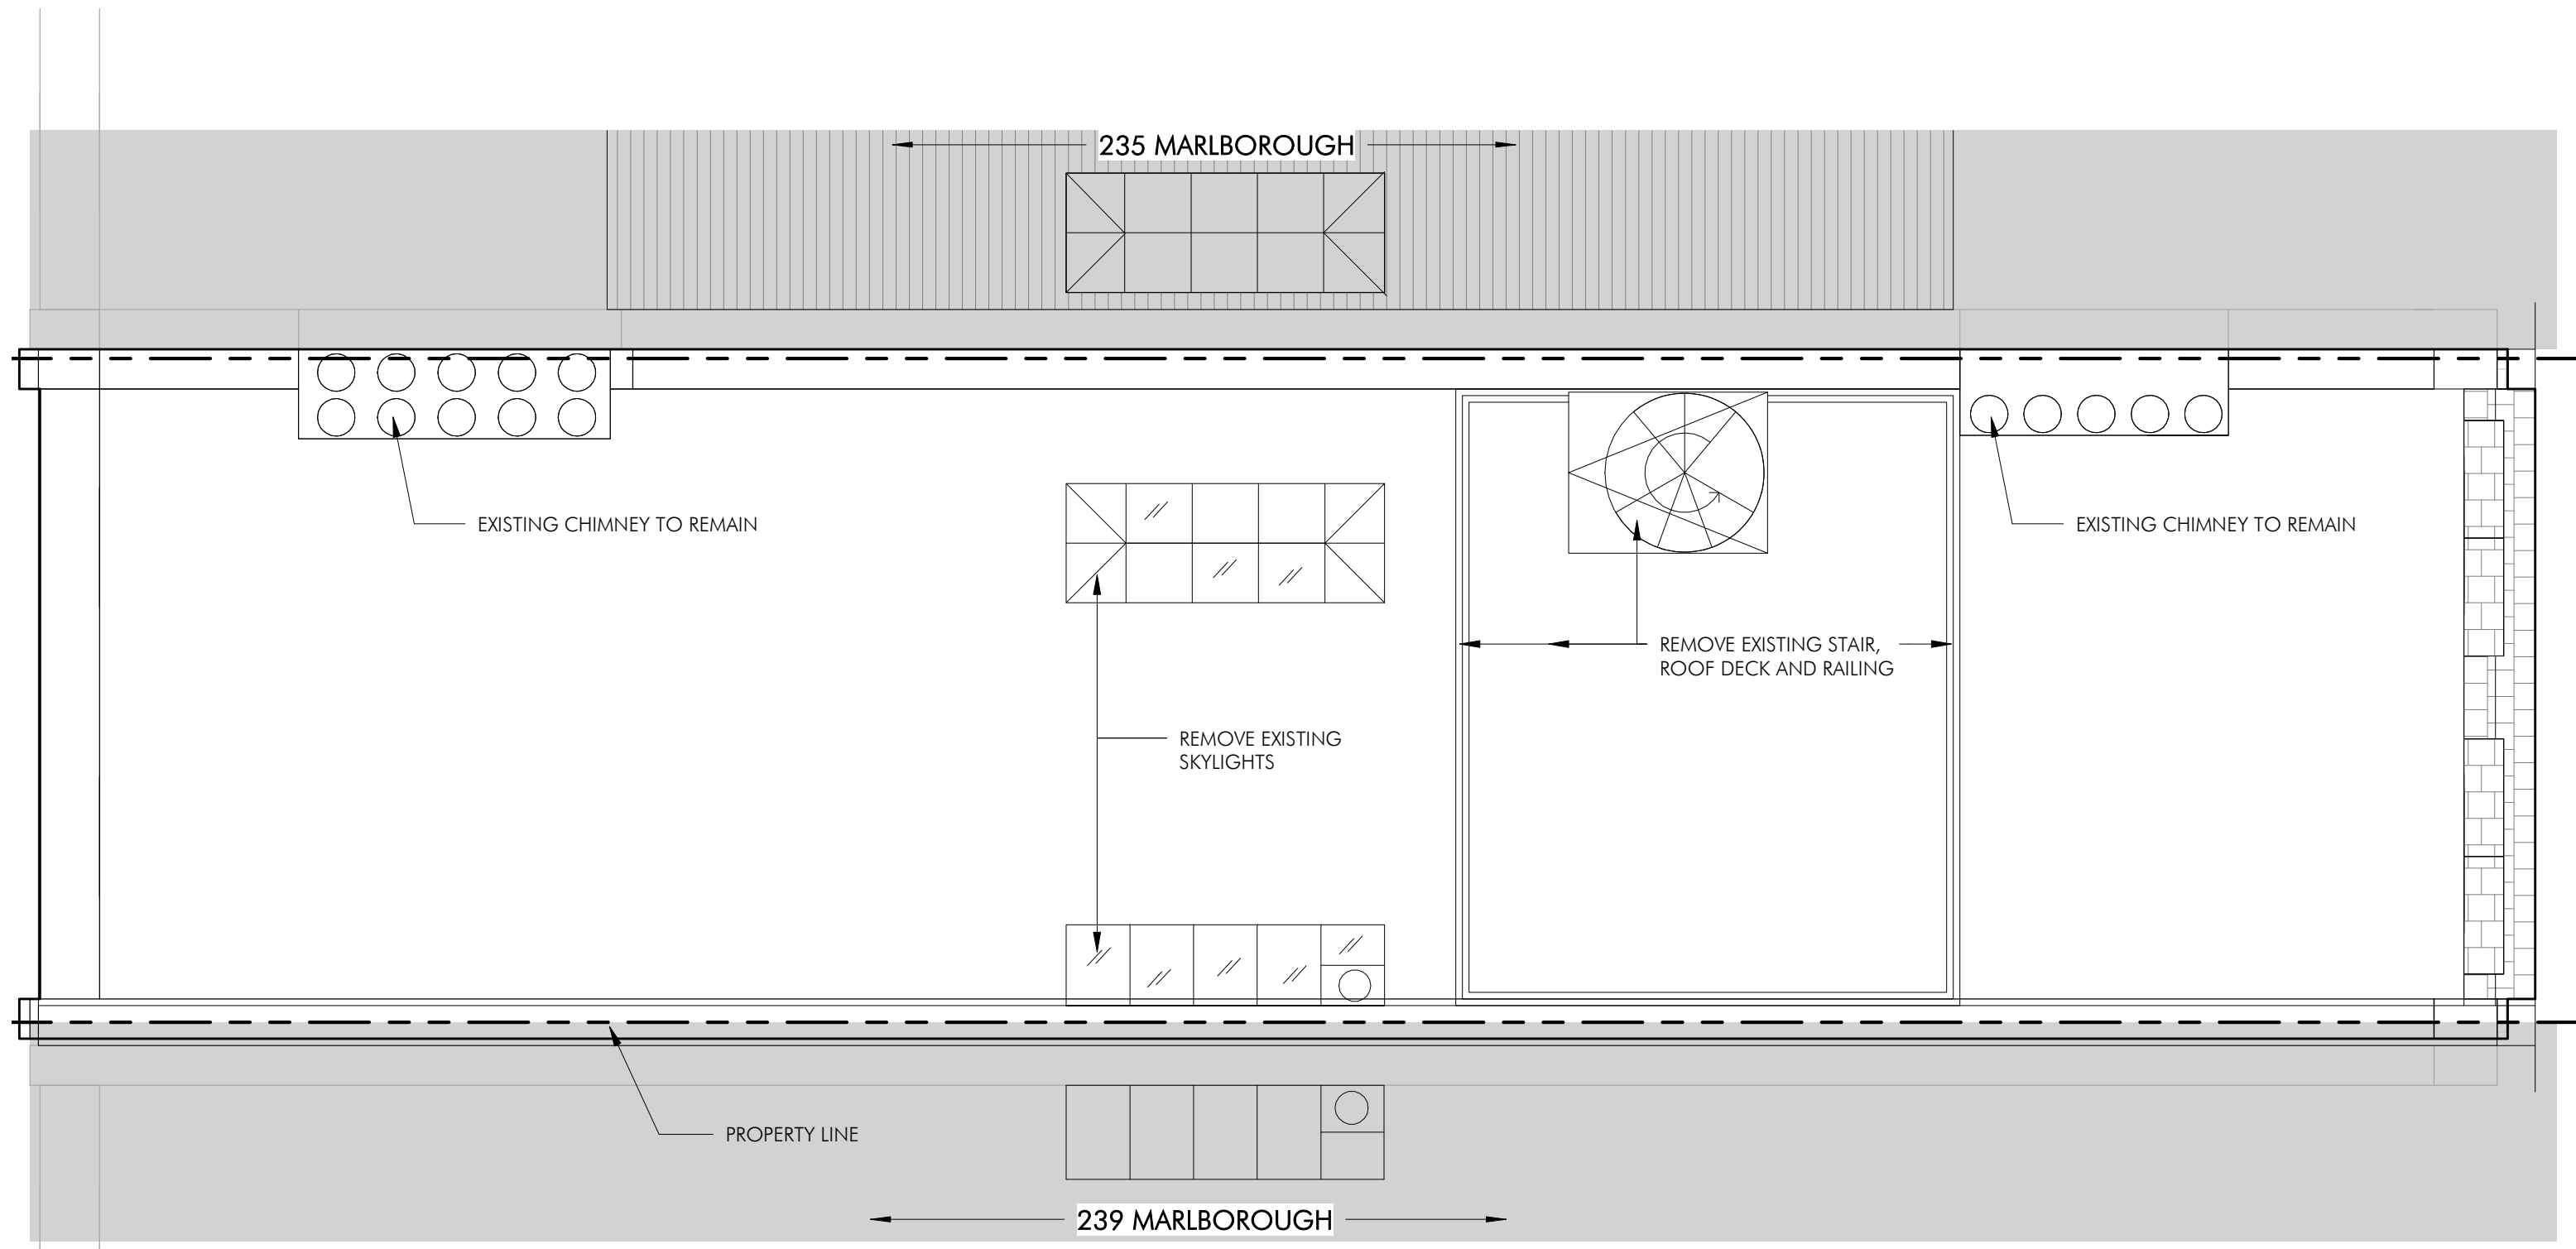 235 MARLBOROUGH
EXISTING CHIMNEY TO REMAIN
EXISTING CHIMNEY TO REMAIN
REMOVE EXISTING STAIR,
ROOF DECK AND RAILING
REMOVE EXISTING
SKYLIGHTS
PROPERTY LINE
239 MARLBOROUGH